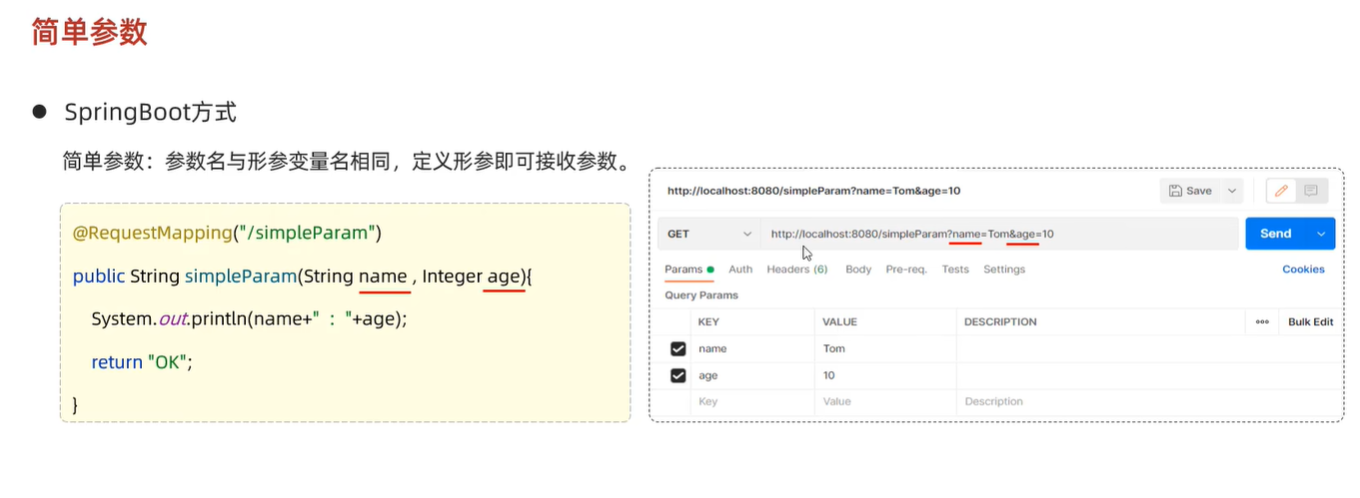 简单参数
SpringBoot方式
简单参数：参数名与形参变量名相同，定义形参即可接收参数。
@RequestMapping("/simpleParam")
public String simpleParam(String name , Integer age){
System.out.println(name+" : "+age);
return "OK";
}
http://localhost:8080/simpleParam?name=Tom&age=10
Save
GET
http://localhost:8080/simpleParam?name=Tom&age=10
Send
Params Auth Headers (6) Body Pre-req. Tests Settings Cookies
Query Params
KEY VALUE DESCRIPTION ooo Bulk Edit
name Tom
age 10
Key Value Description